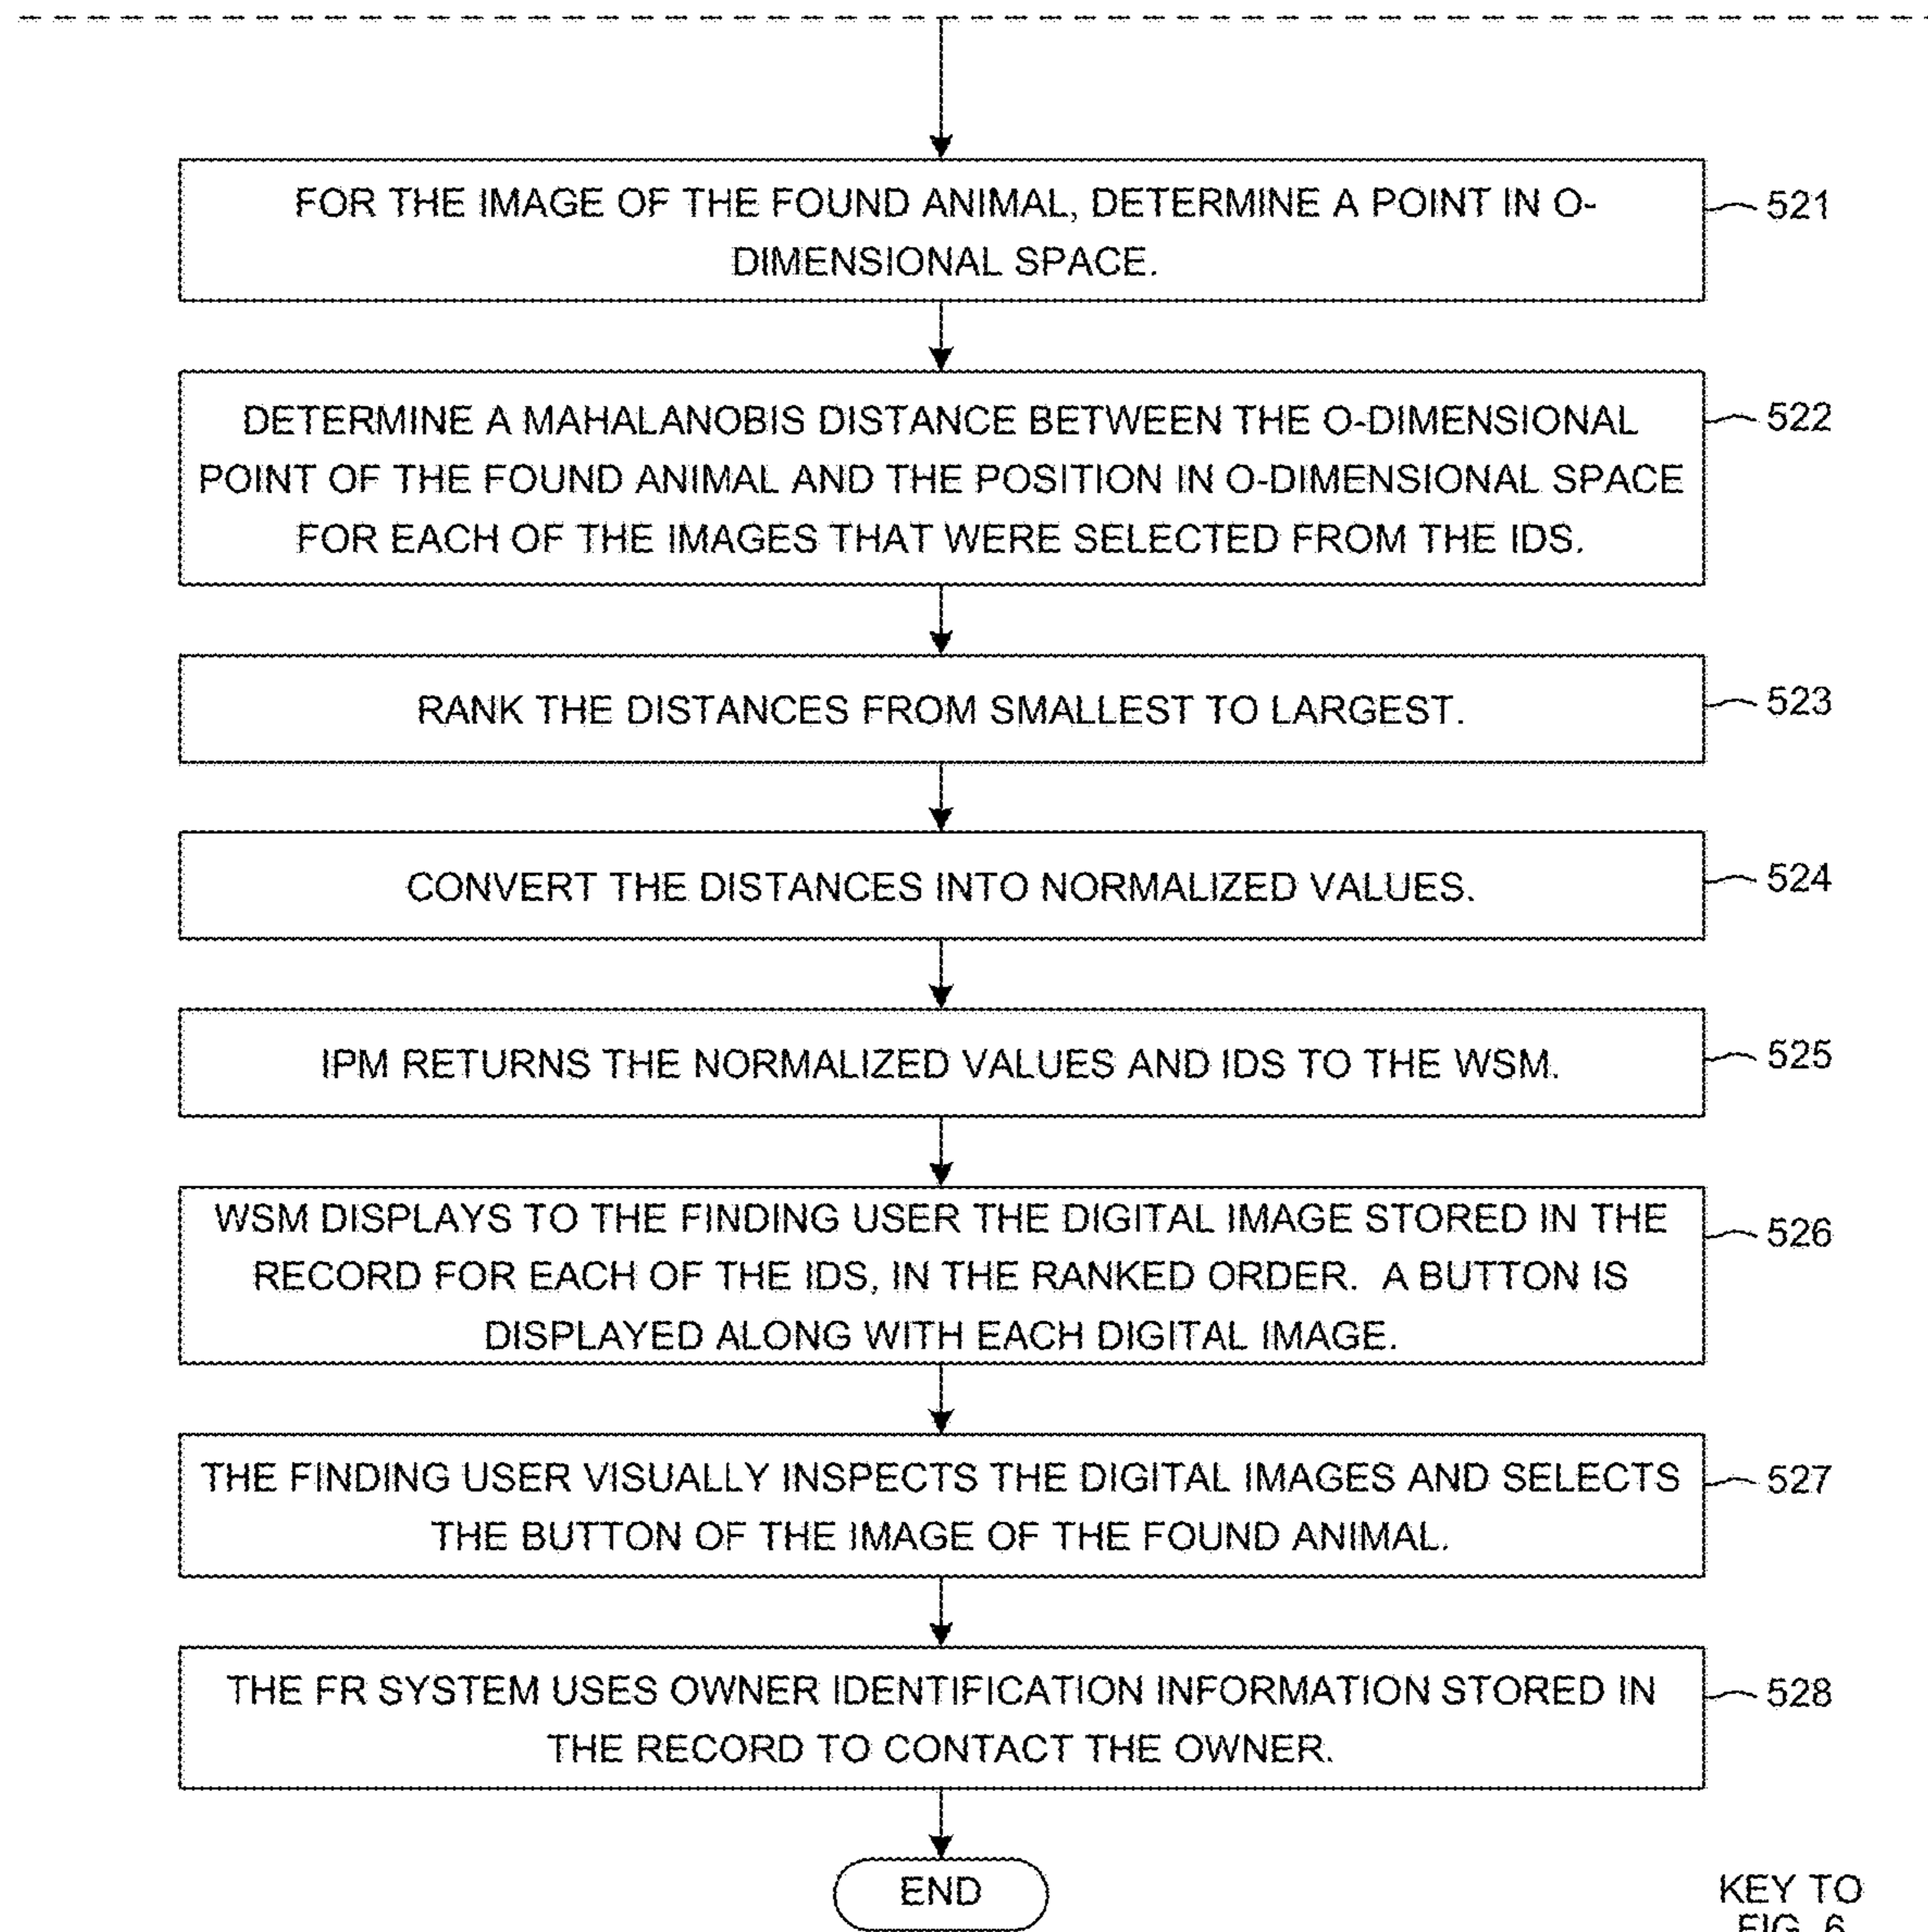 FOR THE IMAGE OF THE FOUND ANIMAL, DETERMINE A POINT IN O-
DIMENSIONAL SPACE.
521
DETERMINE A MAHALANOBIS DISTANCE BETWEEN THE O-DIMENSIONAL
POINT OF THE FOUND ANIMAL AND THE POSITION IN O-DIMENSIONAL SPACE
FOR EACH OF THE IMAGES THAT WERE SELECTED FROM THE IDS.
522
RANK THE DISTANCES FROM SMALLEST TO LARGEST.
523
CONVERT THE DISTANCES INTO NORMALIZED VALUES.
524
IPM RETURNS THE NORMALIZED VALUES AND IDS TO THE WSM.
525
WSM DISPLAYS TO THE FINDING USER THE DIGITAL IMAGE STORED IN THE
RECORD FOR EACH OF THE IDS, IN THE RANKED ORDER. A BUTTON IS
DISPLAYED ALONG WITH EACH DIGITAL IMAGE.
526
THE FINDING USER VISUALLY INSPECTS THE DIGITAL IMAGES AND SELECTS
THE BUTTON OF THE IMAGE OF THE FOUND ANIMAL.
527
THE FR SYSTEM USES OWNER IDENTIFICATION INFORMATION STORED IN
THE RECORD TO CONTACT THE OWNER.
528
END
KEY TO
FIG. 6